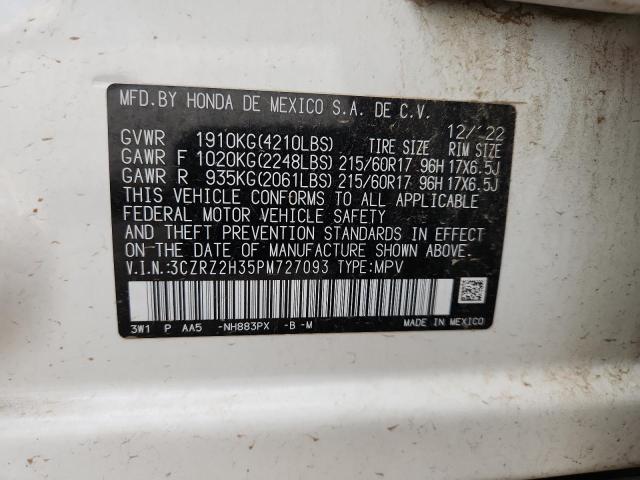 MFD.BY HONDA DE MEXICO S.A. DE C.V.
12/'22
GVWR 1910KG(4210LBS) TIRE SIZE RIM SIZE
GAWR F 1020KG(2248LBS) 215/60R17 96H 17X6.5J
GAWR R 935KG(2061LBS) 215/60R17 96H 17X6.5J
THIS VEHICLE CONFORMS TO ALL APPLICABLE
FEDERAL MOTOR VEHICLE SAFETY
AND THEFT PREVENTION STANDARDS IN EFFECT
ON THE DATE OF MANUFACTURE SHOWN ABOVE.
V.I.N.:3CZRZ2H35PM727093 TYPE:MPV
3W1 P AA5 -NH883PX -B -M MADE IN MEXICO